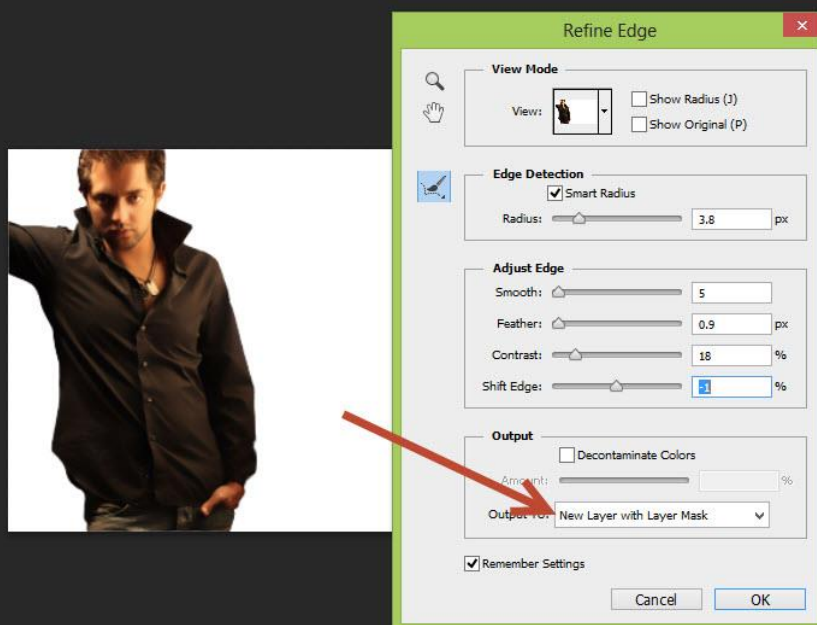 Refine Edge
View Mode
View:
Show Radius (J)
Show Original (P)
Edge Detection
Smart Radius
Radius: 3.8 px
Adjust Edge
Smooth: 5
Feather: 0.9 px
Contrast: 18 %
Shift Edge: -1 %
Output
Decontaminate Colors
Amount: %
Output To: New Layer with Layer Mask
Remember Settings
Cancel OK